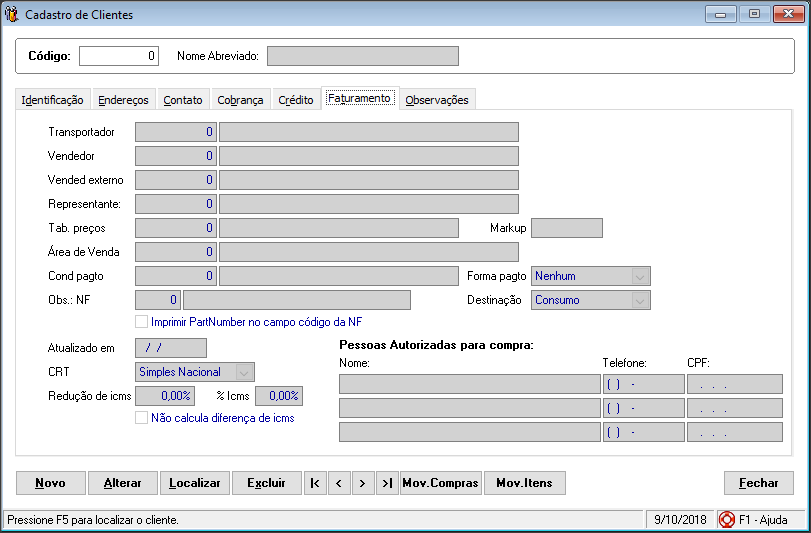 Cadastro de Clientes
Código: 0 Nome Abreviado:
Identificação Endereços Contato Cobrança Crédito Faturamento Observações
Transportador 0
Vendedor 0
Vended externo 0
Representante: 0
Tab. preços 0 Markup
Área de Venda 0
Cond pagto 0 Forma pagto Nenhum
Obs.: NF 0 Destinação Consumo
Imprimir PartNumber no campo código da NF
Atualizado em / / Pessoas Autorizadas para compra:
Nome: Telefone: CPF:
CRT Simples Nacional
( ) - . . .
Redução de icms 0,00% % Icms 0,00%
( ) - . . .
Não calcula diferença de icms
( ) - . . .
Novo Alterar Localizar Excluir |< < > >| Mov.Compras Mov.Itens Fechar
Pressione F5 para localizar o cliente. 9/10/2018 F1 - Ajuda